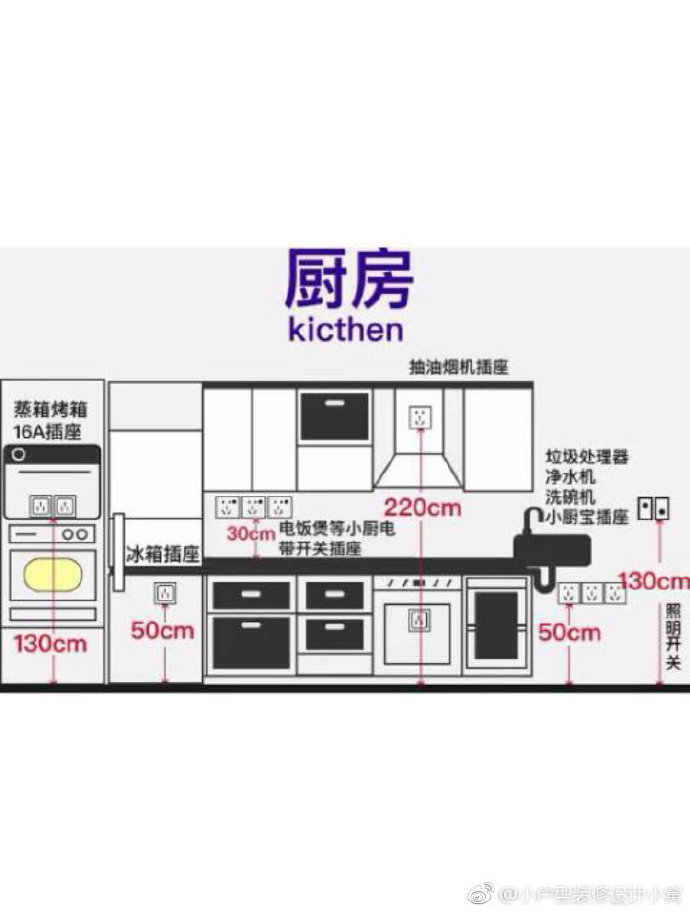 厨房
kicthen
抽油烟机插座
蒸箱烤箱
16A插座
垃圾处理器
净水机
洗碗机
小厨宝插座
220cm
30cm
电饭煲等小厨电
带开关插座
冰箱插座
130cm
50cm
130cm
50cm
照明开关
@小户型装修设计小窝